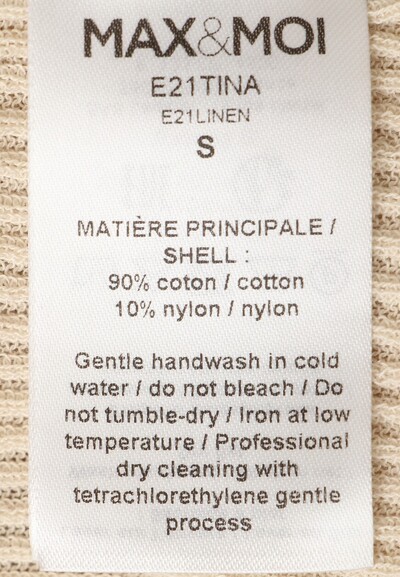 MAX&MOI
E21TINA
E21LINEN
S
MATIÈRE PRINCIPALE /
SHELL :
90% coton / cotton
10% nylon / nylon
Gentle handwash in cold
water / do not bleach / Do
not tumble-dry / Iron at low
temperature / Professional
dry cleaning with
tetrachlorethylene gentle
process